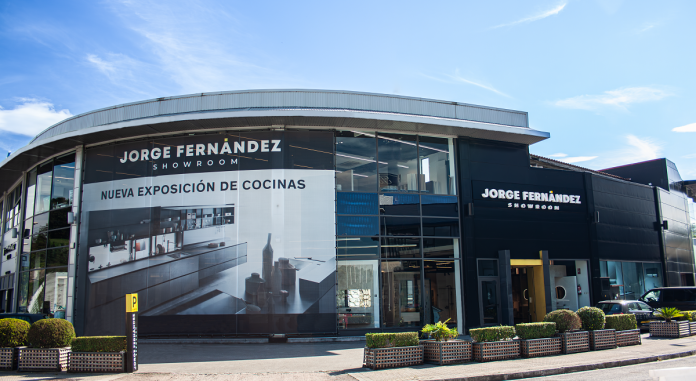 JORGE FERNÁNDEZ
SHOWROOM
NUEVA EXPOSICIÓN DE COCINAS
JORGE FERNÁNDEZ
SHOWROOM
P